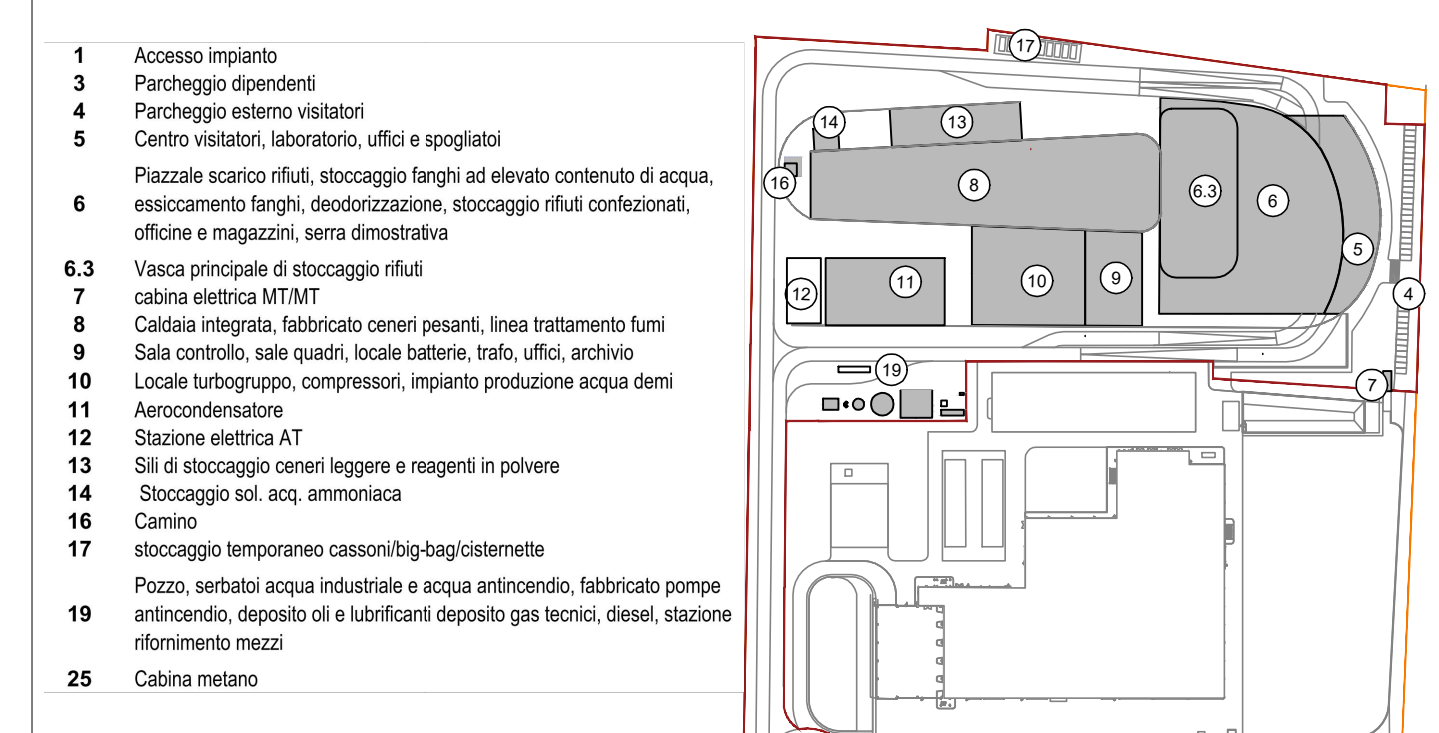 1 Accesso impianto
3 Parcheggio dipendenti
4 Parcheggio esterno visitatori
5 Centro visitatori, laboratorio, uffici e spogliatoi
Piazzale scarico rifiuti, stoccaggio fanghi ad elevato contenuto di acqua,
6 essiccamento fanghi, deodorizzazione, stoccaggio rifiuti confezionati,
officine e magazzini, serra dimostrativa
6.3 Vasca principale di stoccaggio rifiuti
7 cabina elettrica MT/MT
8 Caldaia integrata, fabbricato ceneri pesanti, linea trattamento fumi
9 Sala controllo, sale quadri, locale batterie, trafo, uffici, archivio
10 Locale turbogruppo, compressori, impianto produzione acqua demi
11 Aerocondensatore
12 Stazione elettrica AT
13 Sili di stoccaggio ceneri leggere e reagenti in polvere
14 Stoccaggio sol. acq. ammoniaca
16 Camino
17 stoccaggio temporaneo cassoni/big-bag/cisternette
Pozzo, serbatoi acqua industriale e acqua antincendio, fabbricato pompe
19 antincendio, deposito oli e lubrificanti deposito gas tecnici, diesel, stazione
rifornimento mezzi
25 Cabina metano
17
14
13
16
8
6.3
6
5
12
11
10
9
4
19
7